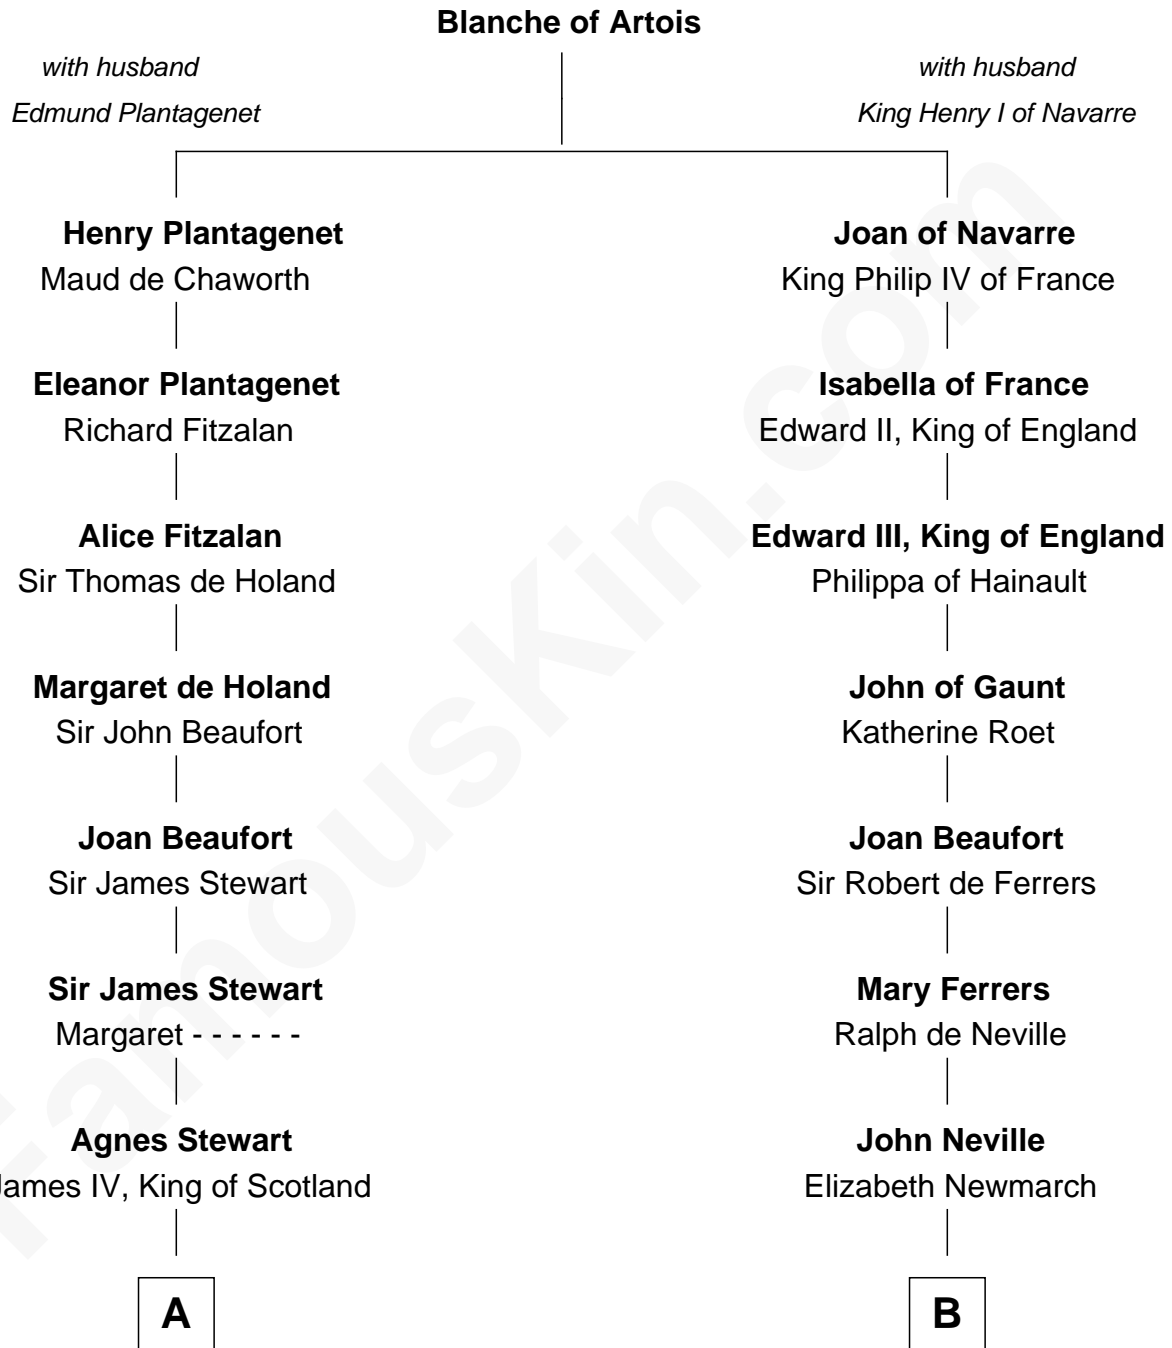 Blanche of Artois
with husband
Edmund Plantagenet
with husband
King Henry I of Navarre
Henry Plantagenet
Maud de Chaworth
Joan of Navarre
King Philip IV of France
Eleanor Plantagenet
Richard Fitzalan
Isabella of France
Edward II, King of England
Alice Fitzalan
Sir Thomas de Holand
Edward III, King of England
Philippa of Hainault
Margaret de Holand
Sir John Beaufort
John of Gaunt
Katherine Roet
Joan Beaufort
Sir James Stewart
Joan Beaufort
Sir Robert de Ferrers
Sir James Stewart
Margaret - - - - - -
Mary Ferrers
Ralph de Neville
Agnes Stewart
James IV, King of Scotland
John Neville
Elizabeth Newmarch
A
B
FamousKin.com